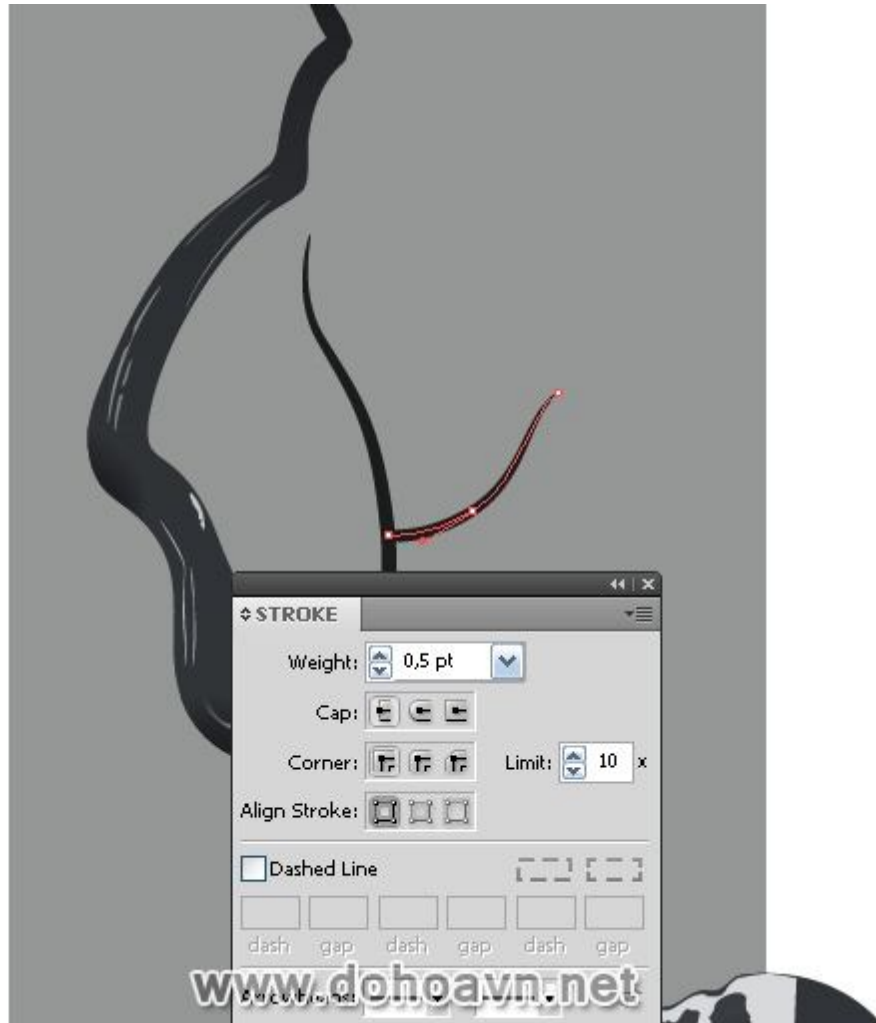 STROKE
Weight: 0,5 pt
Cap:
Corner: Limit: 10 x
Align Stroke:
Dashed Line
dash gap dash gap dash gap
www.dohoavn.net